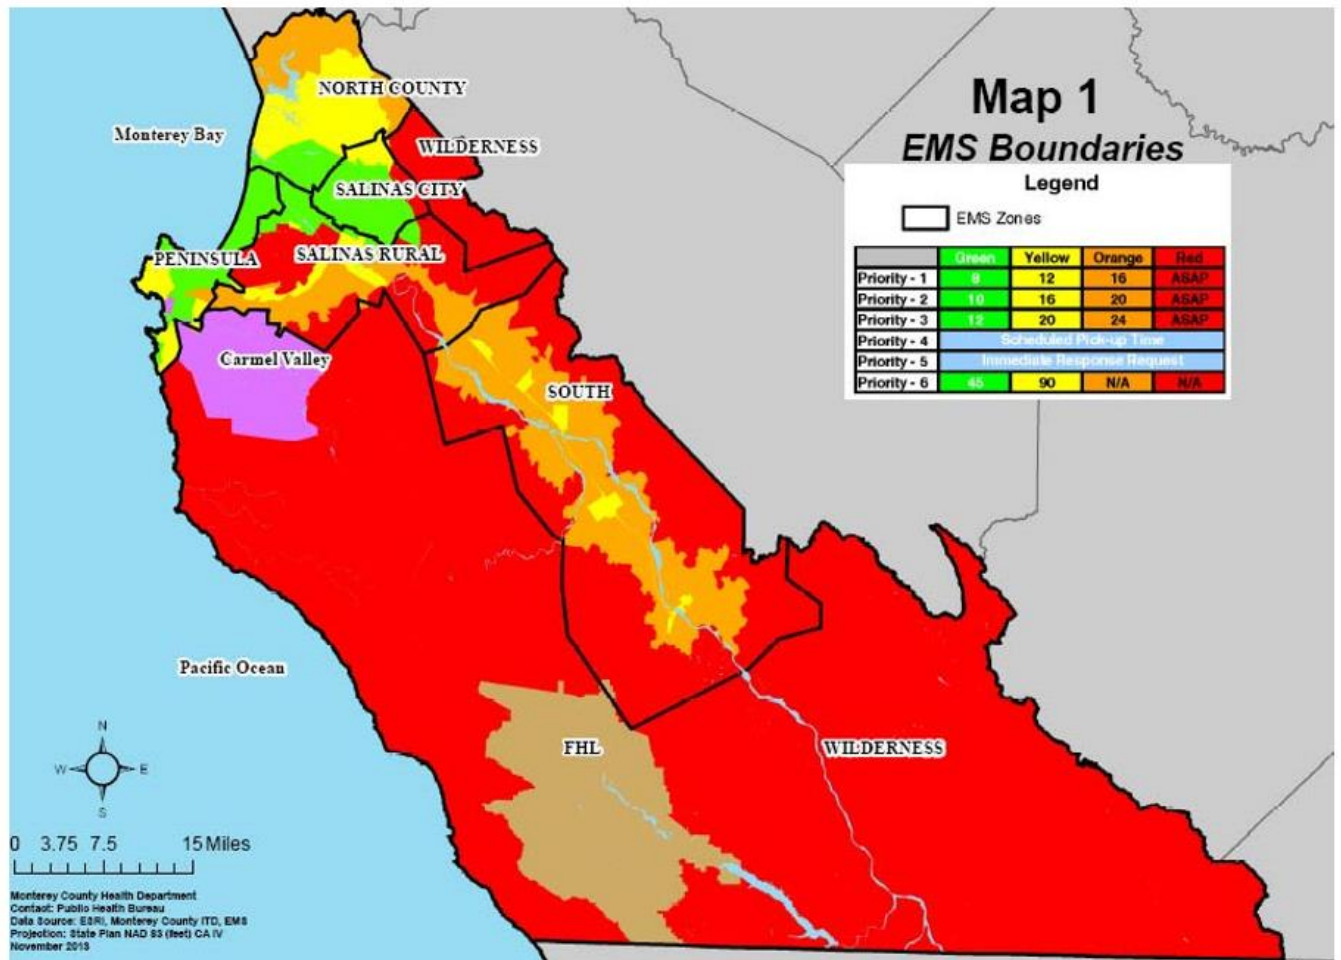 Map 1
EMS Boundaries
Legend
EMS Zones
Green Yellow Orange Red
Priority - 1 8 12 16 ASAP
Priority - 2 10 16 20 ASAP
Priority - 3 12 20 24 ASAP
Priority - 4 Scheduled Pick-up Time
Priority - 5 Immediate Response Request
Priority - 6 45 90 N/A N/A
NORTH COUNTY
Monterey Bay
WILDERNESS
SALINAS CITY
PENINSULA
SALINAS RURAL
Carmel Valley
SOUTH
Pacific Ocean
FHL
WILDERNESS
N
W E
S
0 3.75 7.5 15 Miles
Monterey County Health Department
Contact: Public Health Bureau
Data Source: ESRI, Monterey County ITD, EMS
Projection: State Plan NAD 83 (feet) CA IV
November 2013